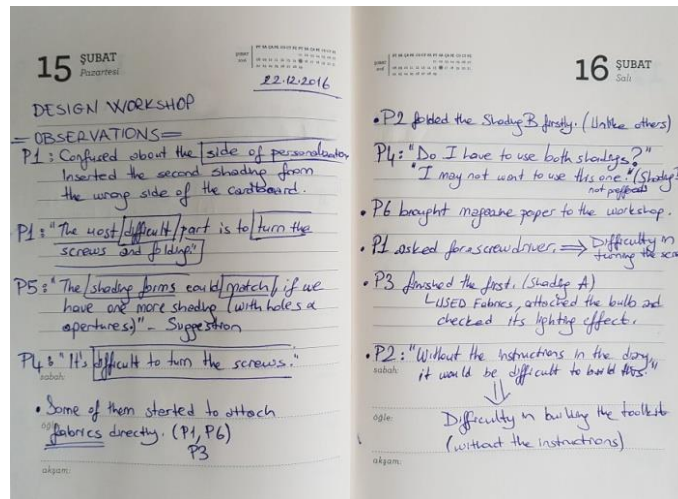 15 ŞUBAT
Pazartesi
22.12.2016
DESIGN WORKSHOP
= OBSERVATIONS =
P1 : Confused about the side of personalization
Inserted the second shading from
the wrong side of the cardboard.
P1 : "The most difficult part is to turn the
screws and folding."
P5 : "The shading forms could match, if we
have one more shading (with holes &
apertures)" - Suggestion
P4 : "It's difficult to turn the screws."
sabah:
• Some of them started to attach
öğle:
fabrics directly. (P1, P6)
P3
akşam:
16 ŞUBAT
Salı
• P2 folded the Shading B firstly. (Unlike others)
P4 : "Do I have to use both shadings?"
"I may not want to use this one." (Shading B
not preffered)
• P6 brought magazine paper to the workshop.
• P1 asked for screwdriver. ⇒ Difficulty in
turning the screws
• P3 finished the first. (shading A)
USED FABRICS, attached the bulb and
checked its lighting effect.
• P2 : "Without the instructions in the diary,
sabah:
it would be difficult to build this."
öğle:
Difficulty in building the toolkit
(without the instructions)
akşam: